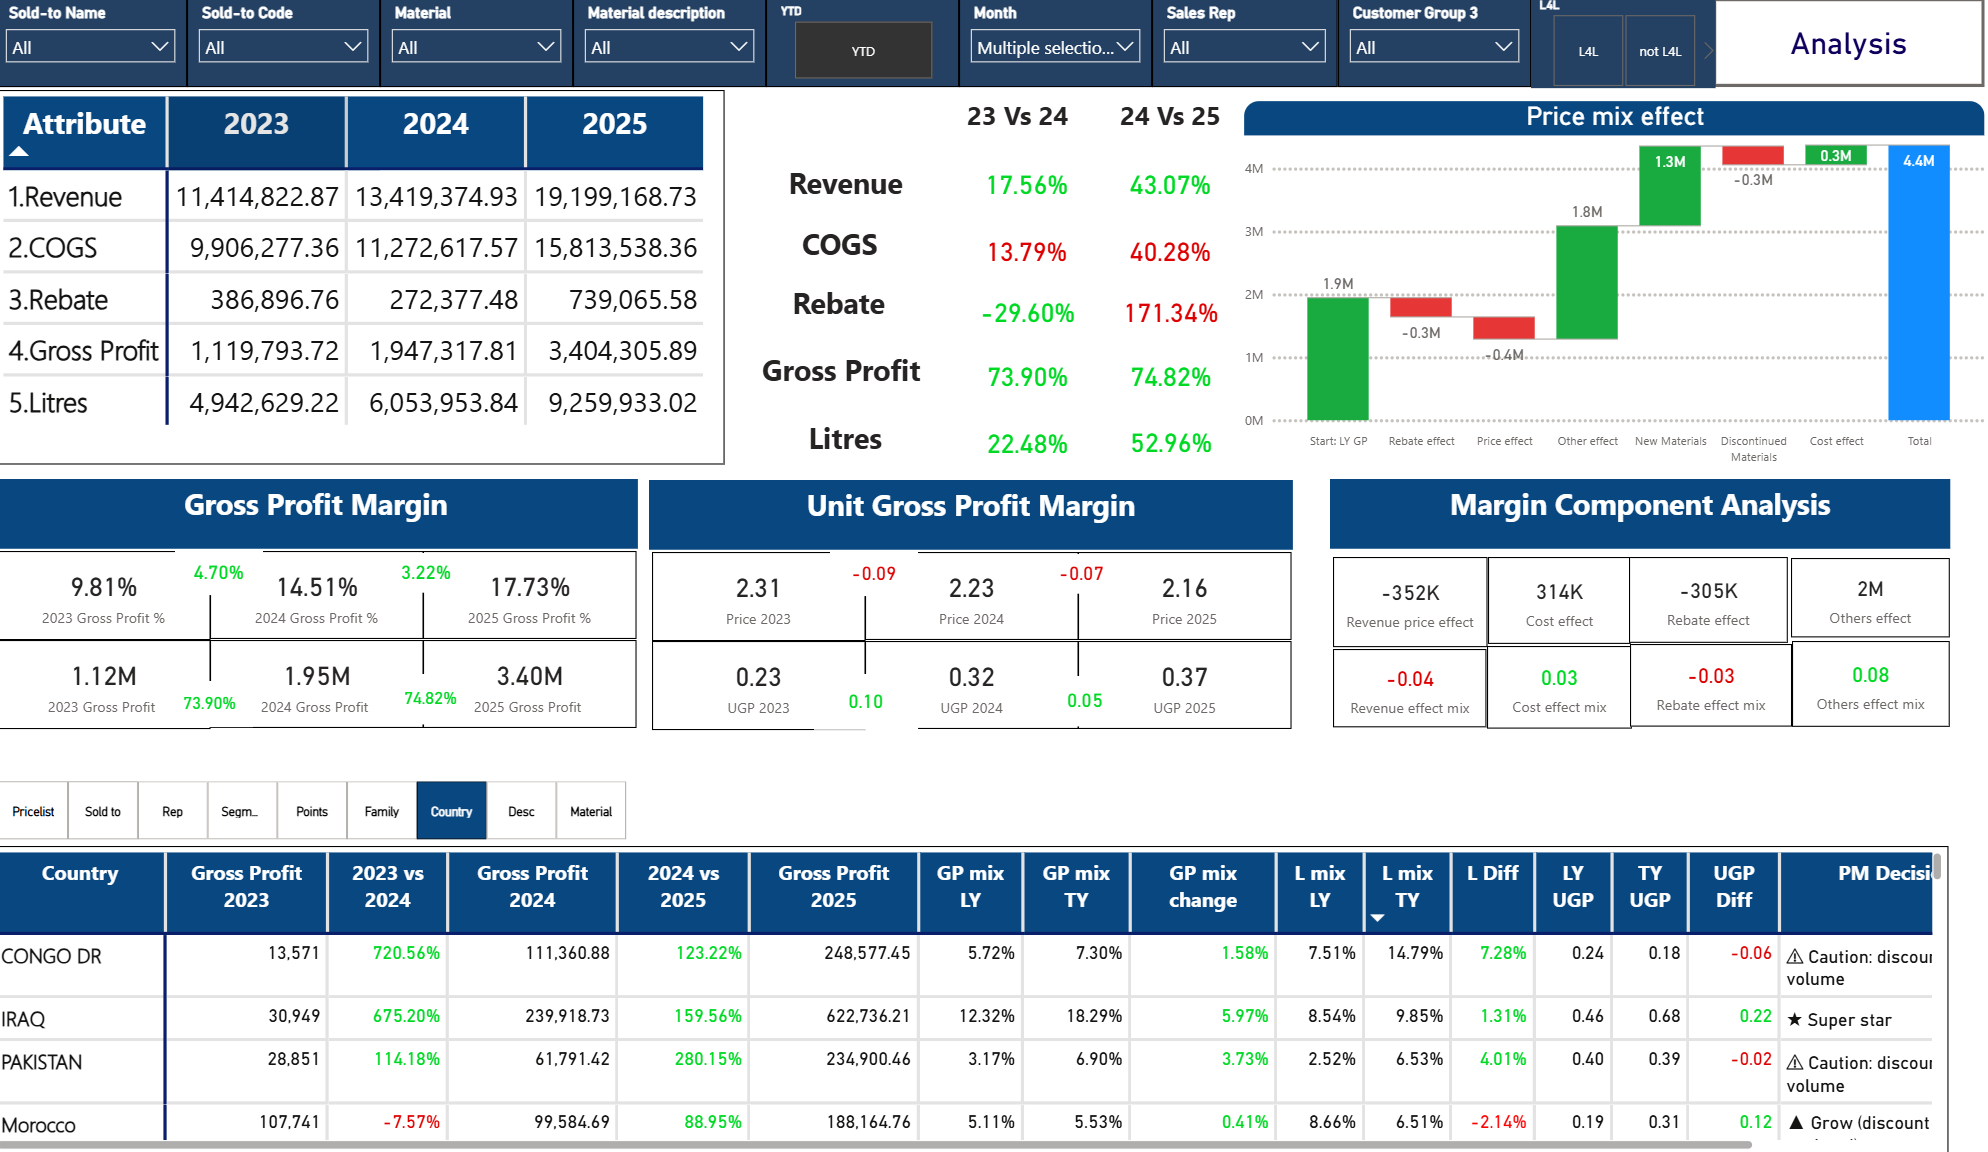 Sold-to Name
All
Sold-to Code
All
Material
All
Material description
All
YTD
YTD
Month
Multiple selectio...
Sales Rep
All
Customer Group 3
All
L4L
L4L
not L4L
Analysis
Attribute 2023 2024 2025
1.Revenue 11,414,822.87 13,419,374.93 19,199,168.73
2.COGS 9,906,277.36 11,272,617.57 15,813,538.36
3.Rebate 386,896.76 272,377.48 739,065.58
4.Gross Profit 1,119,793.72 1,947,317.81 3,404,305.89
5.Litres 4,942,629.22 6,053,953.84 9,259,933.02
23 Vs 24 24 Vs 25
Revenue 17.56% 43.07%
COGS 13.79% 40.28%
Rebate -29.60% 171.34%
Gross Profit 73.90% 74.82%
Litres 22.48% 52.96%
Price mix effect
4M
3M
2M
1M
0M
1.9M
-0.3M
-0.4M
1.8M
1.3M
-0.3M
0.3M
4.4M
Start: LY GP
Rebate effect
Price effect
Other effect
New Materials
Discontinued
Materials
Cost effect
Total
Gross Profit Margin
9.81% 4.70% 14.51% 3.22% 17.73%
2023 Gross Profit % 2024 Gross Profit % 2025 Gross Profit %
1.12M 1.95M 3.40M
73.90% 74.82%
2023 Gross Profit 2024 Gross Profit 2025 Gross Profit
Unit Gross Profit Margin
2.31 -0.09 2.23 -0.07 2.16
Price 2023 Price 2024 Price 2025
0.23 0.32 0.37
0.10 0.05
UGP 2023 UGP 2024 UGP 2025
Margin Component Analysis
-352K 314K -305K 2M
Revenue price effect Cost effect Rebate effect Others effect
-0.04 0.03 -0.03 0.08
Revenue effect mix Cost effect mix Rebate effect mix Others effect mix
Pricelist Sold to Rep Segm... Points Family Country Desc Material
Country Gross Profit 2023 2023 vs 2024 Gross Profit 2024 2024 vs 2025 Gross Profit 2025 GP mix LY GP mix TY GP mix change L mix LY L mix TY L Diff LY UGP TY UGP UGP Diff PM Decisi
CONGO DR 13,571 720.56% 111,360.88 123.22% 248,577.45 5.72% 7.30% 1.58% 7.51% 14.79% 7.28% 0.24 0.18 -0.06 ⚠ Caution: discour
volume
IRAQ 30,949 675.20% 239,918.73 159.56% 622,736.21 12.32% 18.29% 5.97% 8.54% 9.85% 1.31% 0.46 0.68 0.22 ★ Super star
PAKISTAN 28,851 114.18% 61,791.42 280.15% 234,900.46 3.17% 6.90% 3.73% 2.52% 6.53% 4.01% 0.40 0.39 -0.02 ⚠ Caution: discour
volume
Morocco 107,741 -7.57% 99,584.69 88.95% 188,164.76 5.11% 5.53% 0.41% 8.66% 6.51% -2.14% 0.19 0.31 0.12 ▲ Grow (discount